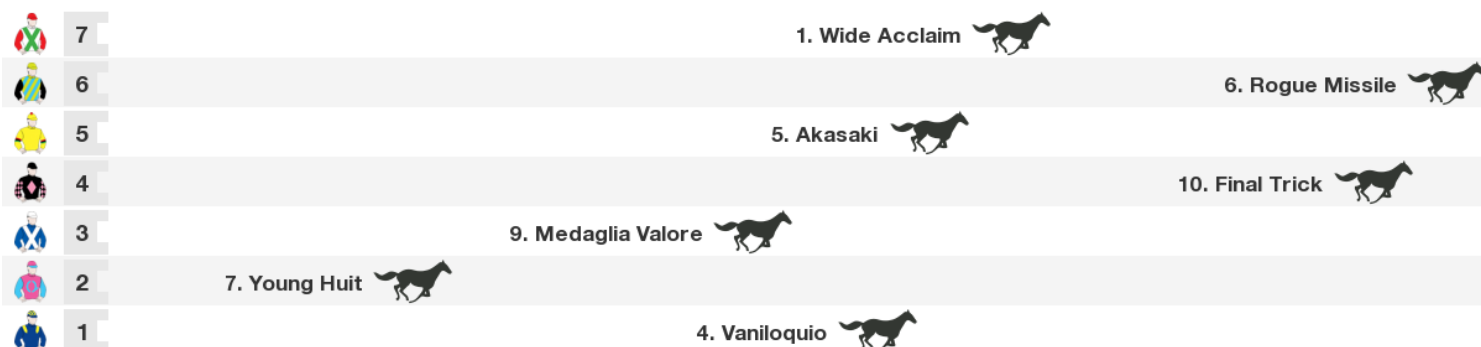 7 1. Wide Acclaim
6 6. Rogue Missile
5 5. Akasaki
4 10. Final Trick
3 9. Medaglia Valore
2 7. Young Huit
1 4. Vaniloquio